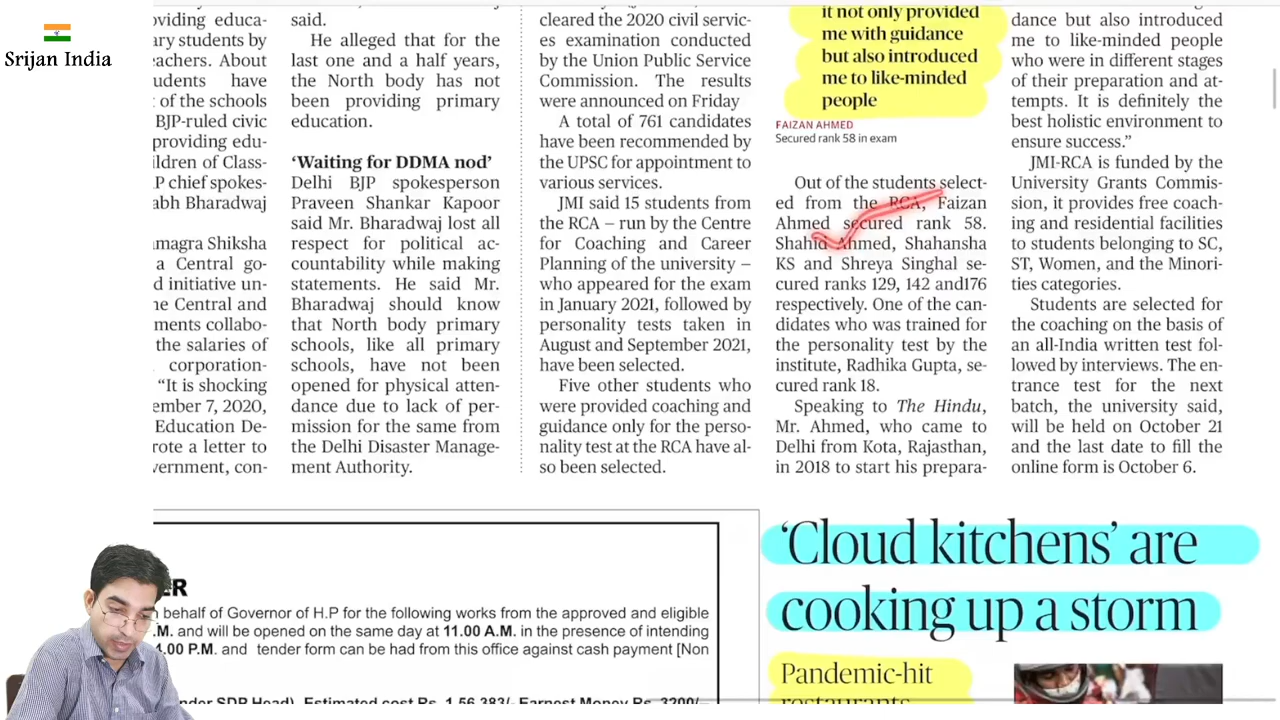 Srijan India
oviding educa-
ary students by
eachers. About
udents have
t of the schools
BJP-ruled civic
providing edu-
ildren of Class-
P chief spokes-
abh Bharadwaj
amagra Shiksha
a Central go-
d initiative un-
he Central and
ments collabo-
the salaries of
corporation-
“It is shocking
ember 7, 2020,
Education De-
rote a letter to
vernment, con-
said.
He alleged that for the
last one and a half years,
the North body has not
been providing primary
education.
‘Waiting for DDMA nod’
Delhi BJP spokesperson
Praveen Shankar Kapoor
said Mr. Bharadwaj lost all
respect for political ac-
countability while making
statements. He said Mr.
Bharadwaj should know
that North body primary
schools, like all primary
schools, have not been
opened for physical atten-
dance due to lack of per-
mission for the same from
the Delhi Disaster Manage-
ment Authority.
cleared the 2020 civil servic-
es examination conducted
by the Union Public Service
Commission. The results
were announced on Friday
A total of 761 candidates
have been recommended by
the UPSC for appointment to
various services.
JMI said 15 students from
the RCA – run by the Centre
for Coaching and Career
Planning of the university –
who appeared for the exam
in January 2021, followed by
personality tests taken in
August and September 2021,
have been selected.
Five other students who
were provided coaching and
guidance only for the perso-
nality test at the RCA have al-
so been selected.
it not only provided
me with guidance
but also introduced
me to like-minded
people
FAIZAN AHMED
Secured rank 58 in exam
Out of the students select-
ed from the RCA, Faizan
Ahmed secured rank 58.
Shahid Ahmed, Shahansha
KS and Shreya Singhal se-
cured ranks 129, 142 and176
respectively. One of the can-
didates who was trained for
the personality test by the
institute, Radhika Gupta, se-
cured rank 18.
Speaking to The Hindu,
Mr. Ahmed, who came to
Delhi from Kota, Rajasthan,
in 2018 to start his prepara-
dance but also introduced
me to like-minded people
who were in different stages
of their preparation and at-
tempts. It is definitely the
best holistic environment to
ensure success.”
JMI-RCA is funded by the
University Grants Commis-
sion, it provides free coach-
ing and residential facilities
to students belonging to SC,
ST, Women, and the Minori-
ties categories.
Students are selected for
the coaching on the basis of
an all-India written test fol-
lowed by interviews. The en-
trance test for the next
batch, the university said,
will be held on October 21
and the last date to fill the
online form is October 6.
ER
behalf of Governor of H.P for the following works from the approved and eligible
.M. and will be opened on the same day at 11.00 A.M. in the presence of intending
4.00 P.M. and tender form can be had from this office against cash payment [Non
nder SDP Head). Estimated cost Rs. 1,56,383/- Earnest Money Rs. 3200/-
‘Cloud kitchens’ are
cooking up a storm
Pandemic-hit
restaurants